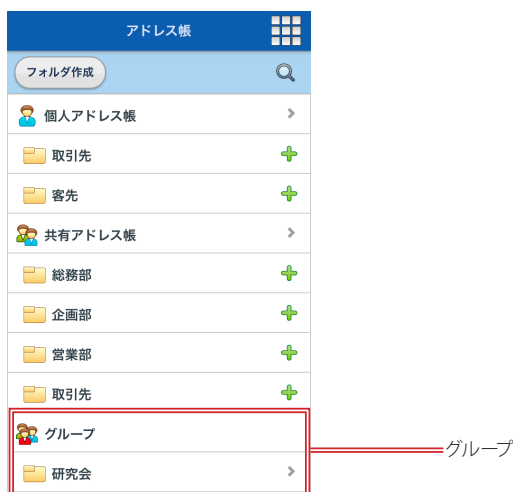 アドレス帳
フォルダ作成
個人アドレス帳
取引先
客先
共有アドレス帳
総務部
企画部
営業部
取引先
グループ
グループ
研究会